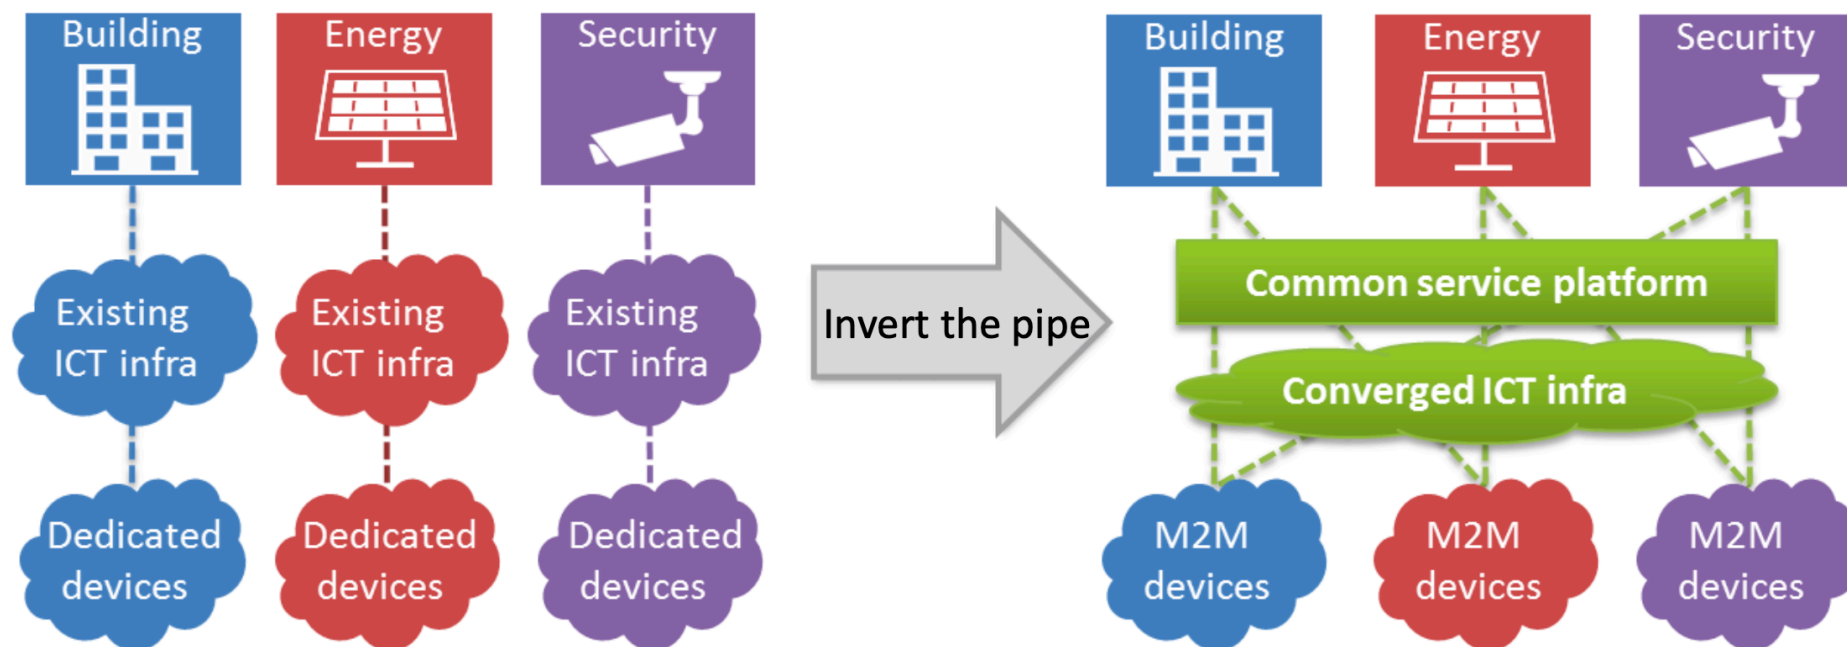 Building
Energy
Security
Existing
ICT infra
Existing
ICT infra
Existing
ICT infra
Dedicated
devices
Dedicated
devices
Dedicated
devices
Invert the pipe
Building
Energy
Security
Common service platform
Converged ICT infra
M2M
devices
M2M
devices
M2M
devices